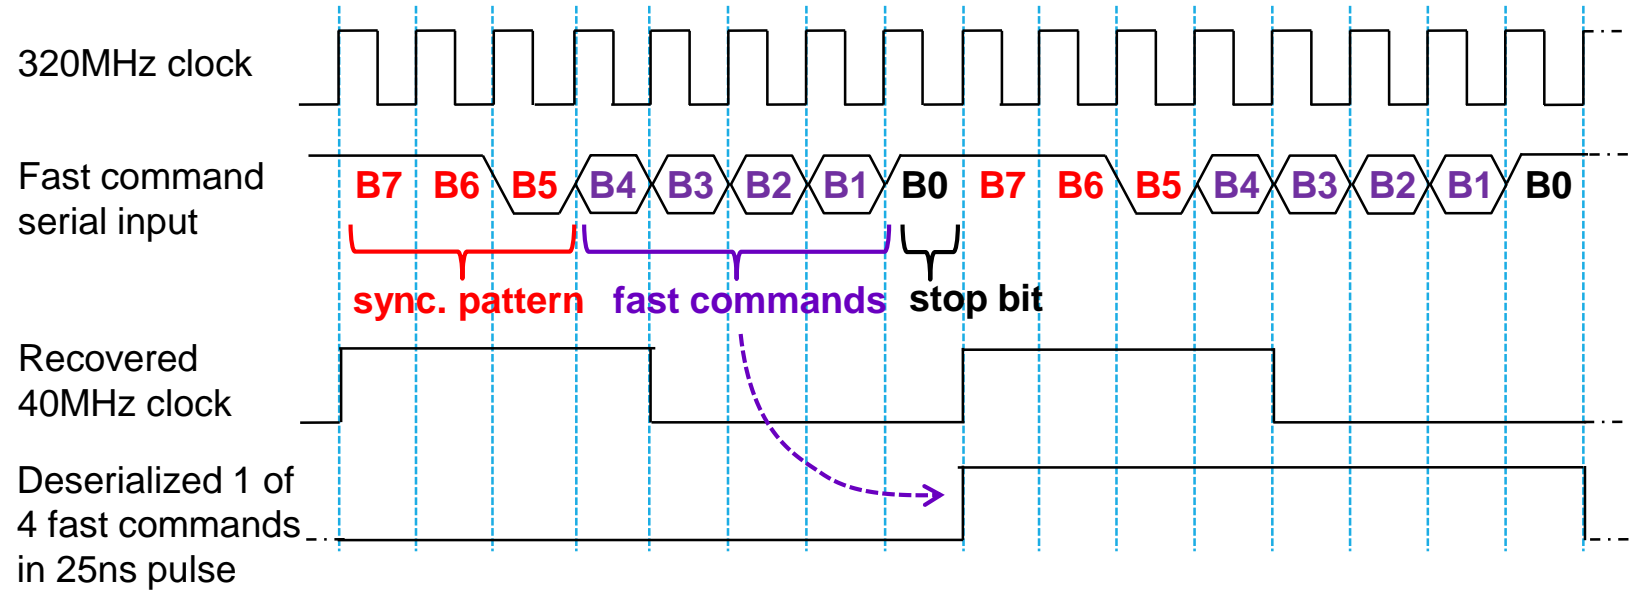 320MHz clock
Fast command
serial input
B7 B6 B5 B4 B3 B2 B1 B0 B7 B6 B5 B4 B3 B2 B1 B0
sync. pattern fast commands stop bit
Recovered
40MHz clock
Deserialized 1 of
4 fast commands
in 25ns pulse